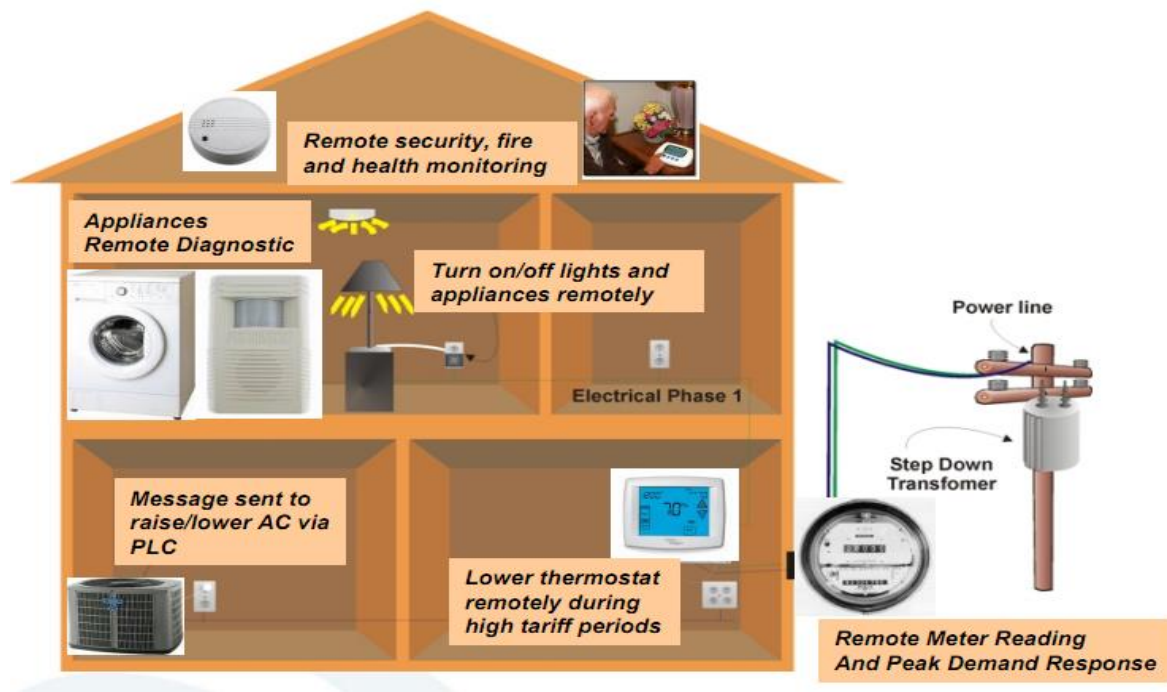 Remote security, fire
and health monitoring
Appliances
Remote Diagnostic
Turn on/off lights and
appliances remotely
Power line
Electrical Phase 1
Step Down
Transfomer
Message sent to
raise/lower AC via
PLC
Lower thermostat
remotely during
high tariff periods
Remote Meter Reading
And Peak Demand Response